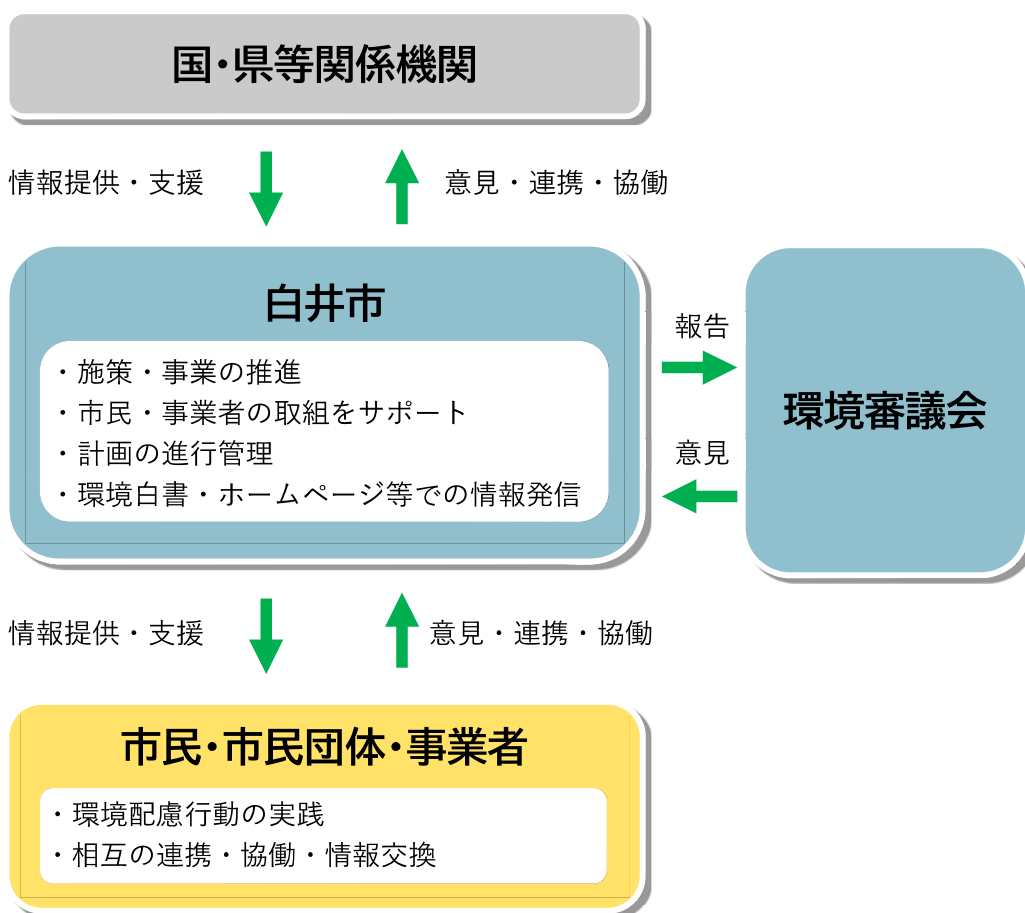 国・県等関係機関
情報提供・支援
意見・連携・協働
白井市
・施策・事業の推進
・市民・事業者の取組をサポート
・計画の進行管理
・環境白書・ホームページ等での情報発信
報告
意見
環境審議会
情報提供・支援
意見・連携・協働
市民・市民団体・事業者
・環境配慮行動の実践
・相互の連携・協働・情報交換